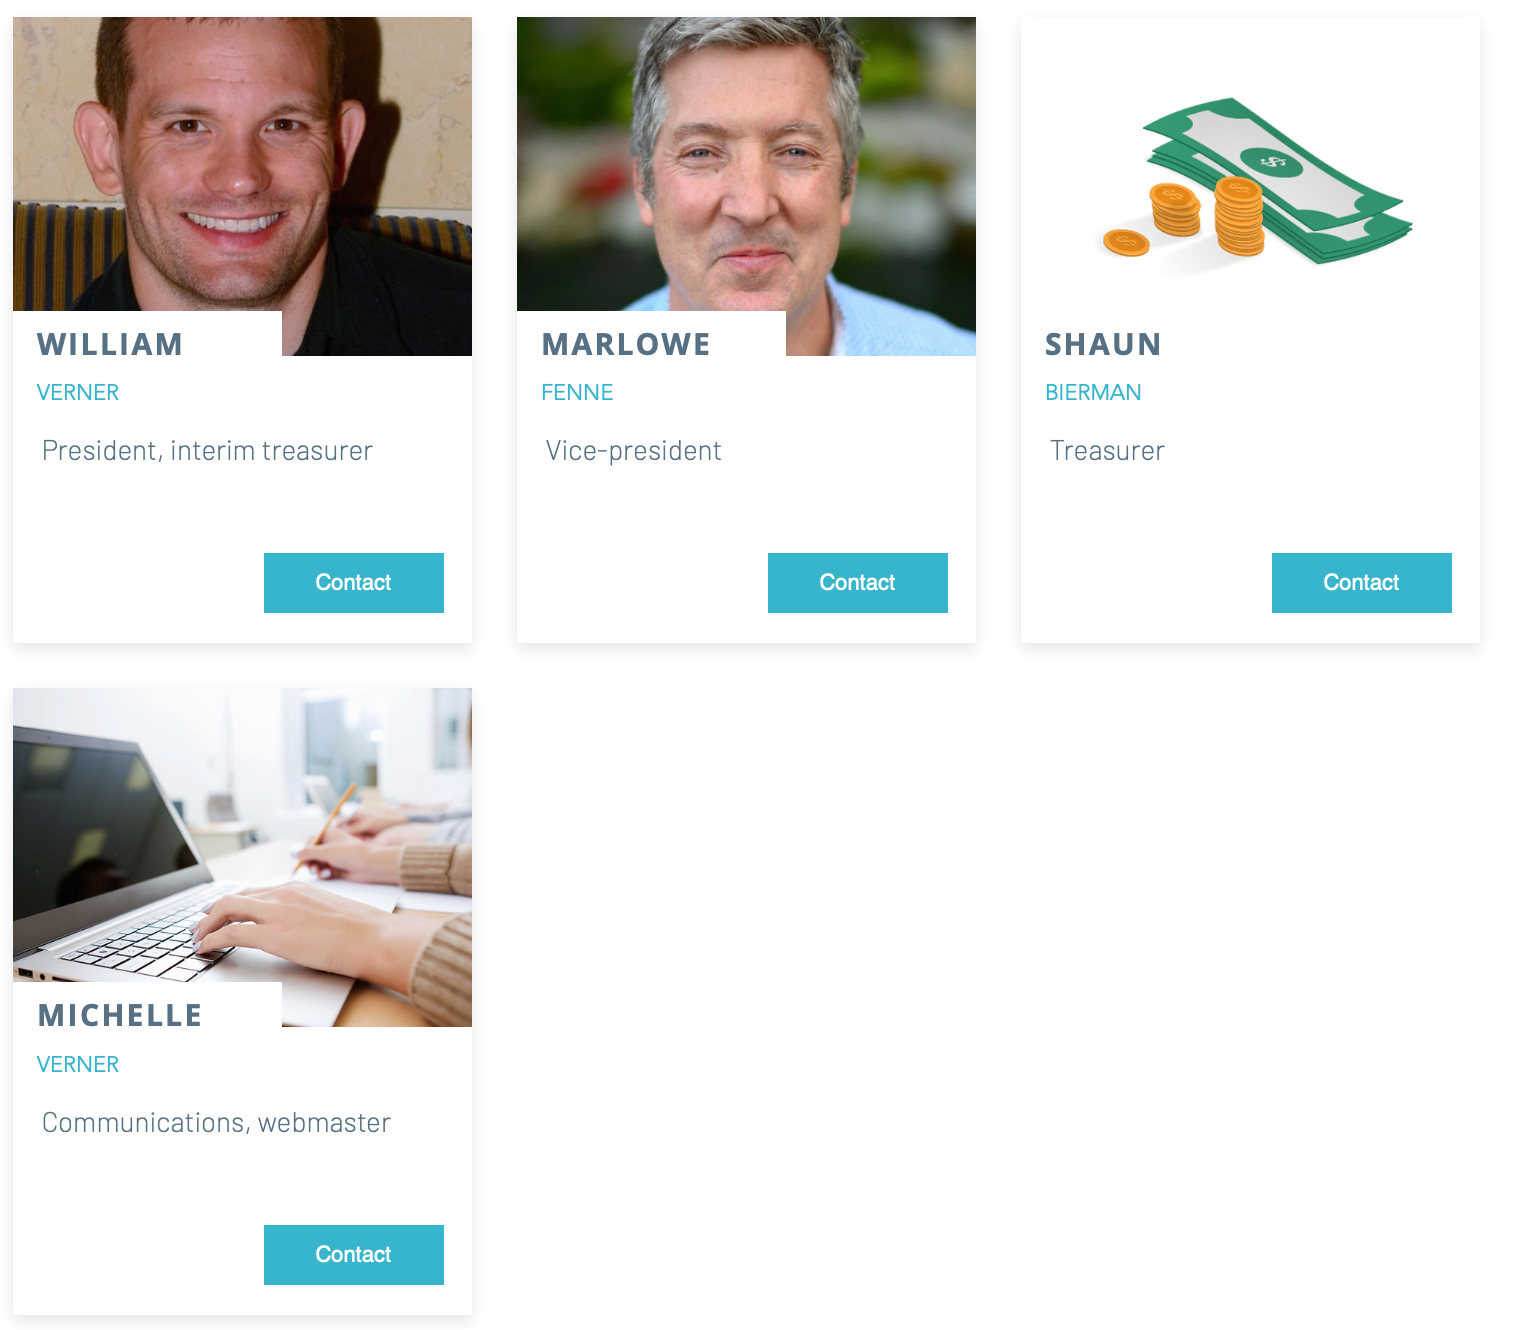 WILLIAM
VERNER
President, interim treasurer
Contact
MARLOWE
FENNE
Vice-president
Contact
SHAUN
BIERMAN
Treasurer
Contact
MICHELLE
VERNER
Communications, webmaster
Contact